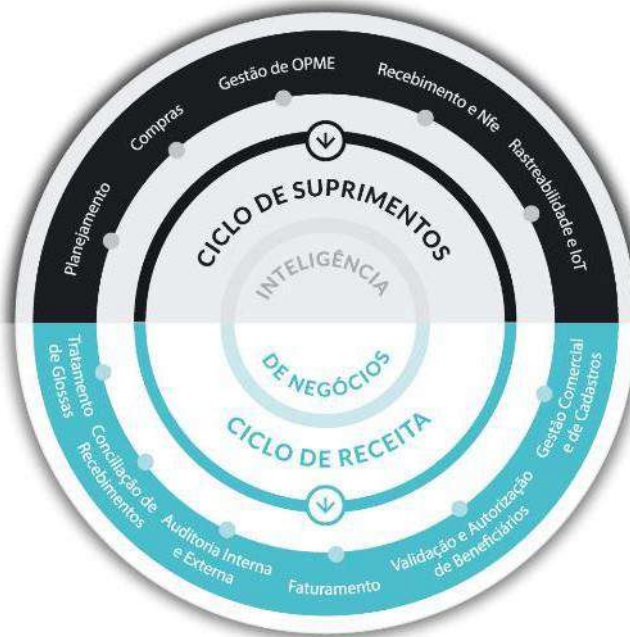 Planejamento
Compras
Gestão de OPME
Recebimento e Nfe
Rastreabilidade e IoT
CICLO DE SUPRIMENTOS
INTELIGÊNCIA
DE NEGÓCIOS
CICLO DE RECEITA
Gestão Comercial
e de Cadastros
Validação e Autorização
de Beneficiários
Faturamento
Auditoria Interna
e Externa
Conciliação de
Recebimentos
Tratamento
de Glossas